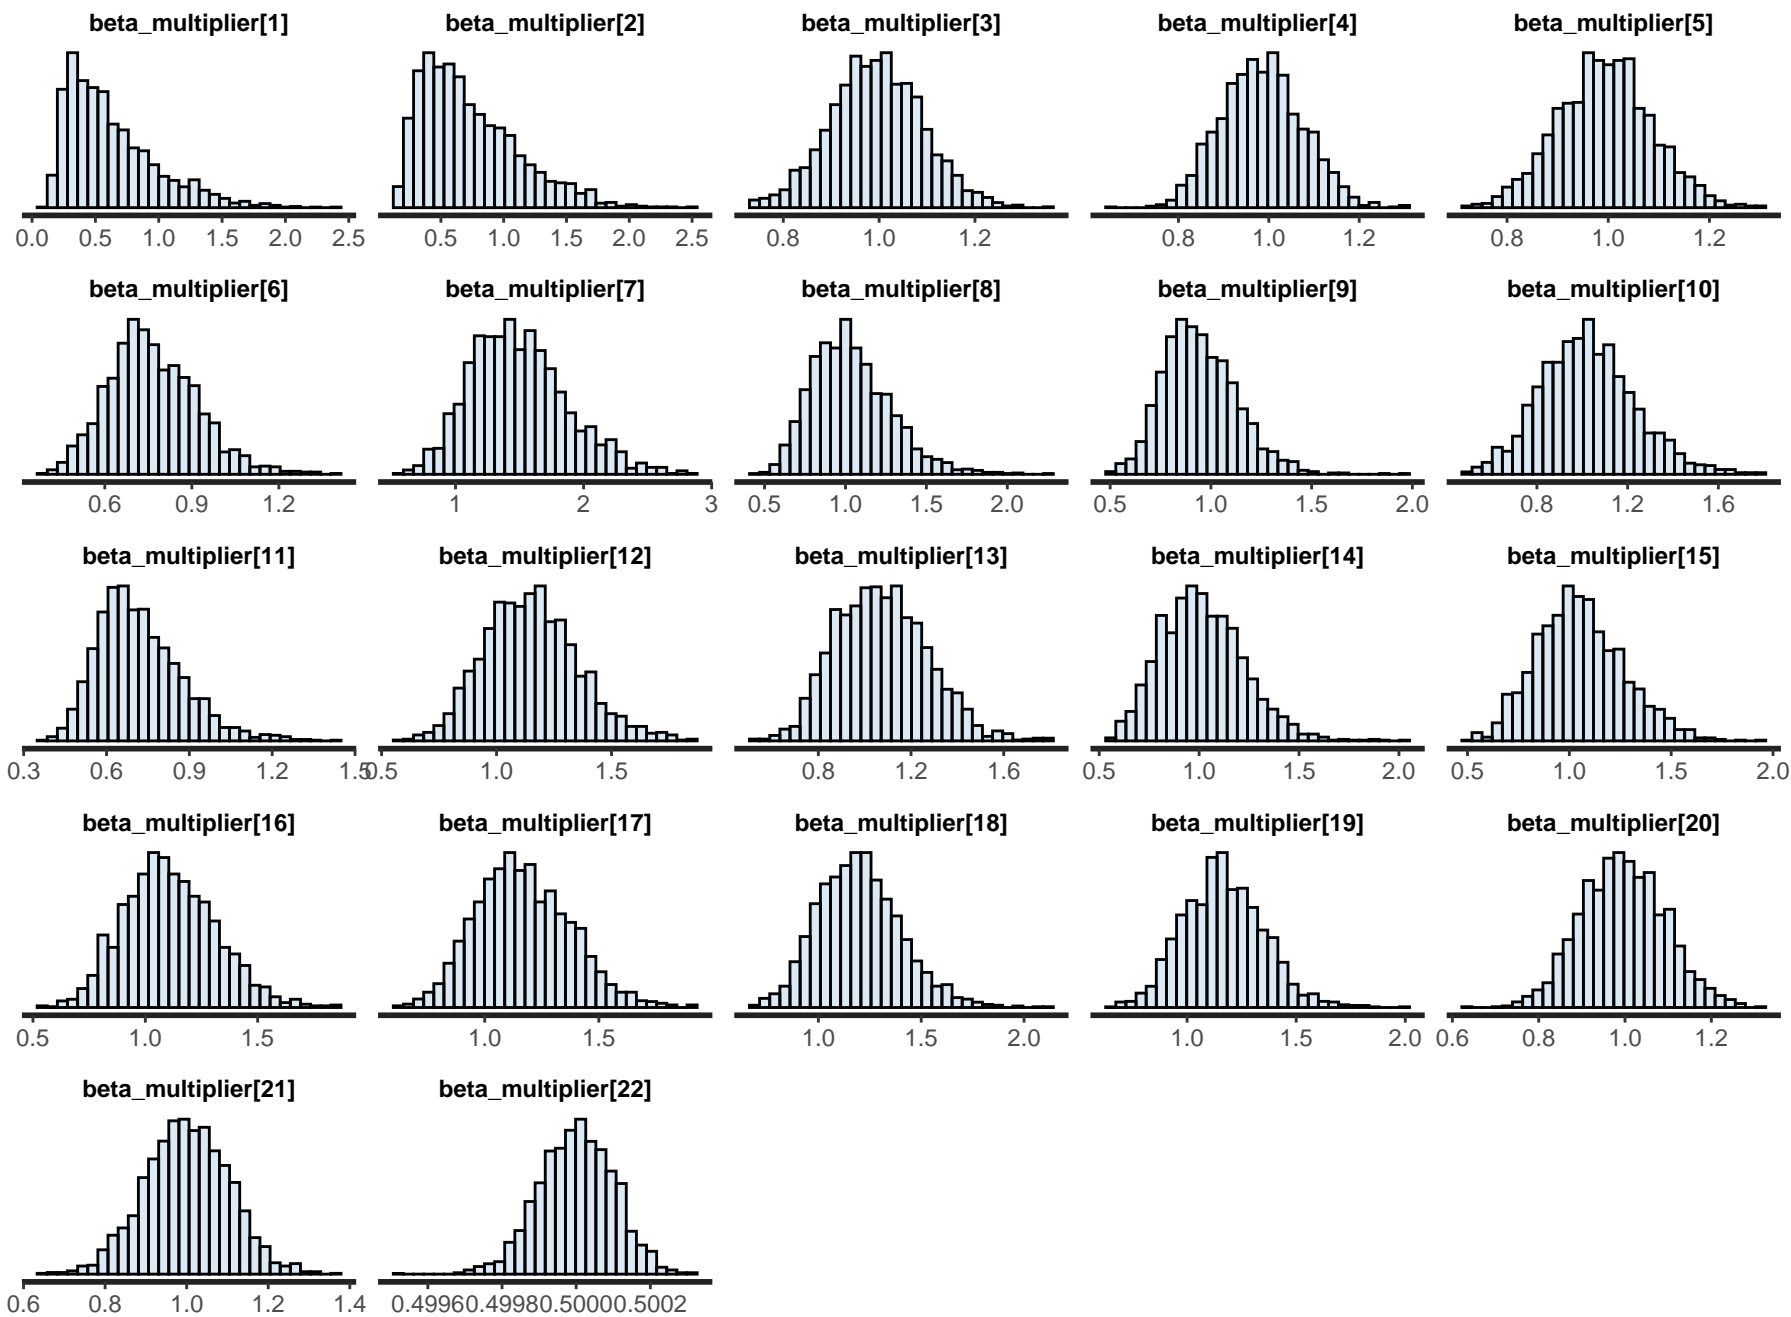 beta_multiplier[1] beta_multiplier[2] beta_multiplier[3] beta_multiplier[4] beta_multiplier[5]
0.0 0.5 1.0 1.5 2.0 2.5 0.5 1.0 1.5 2.0 2.5 0.8 1.0 1.2 0.8 1.0 1.2 0.8 1.0 1.2
beta_multiplier[6] beta_multiplier[7] beta_multiplier[8] beta_multiplier[9] beta_multiplier[10]
0.6 0.9 1.2 1 2 3 0.5 1.0 1.5 2.0 0.5 1.0 1.5 2.0 0.8 1.2 1.6
beta_multiplier[11] beta_multiplier[12] beta_multiplier[13] beta_multiplier[14] beta_multiplier[15]
0.3 0.6 0.9 1.2 1.5 0.5 1.0 1.5 0.8 1.2 1.6 0.5 1.0 1.5 2.0 0.5 1.0 1.5 2.0
beta_multiplier[16] beta_multiplier[17] beta_multiplier[18] beta_multiplier[19] beta_multiplier[20]
0.5 1.0 1.5 1.0 1.5 1.0 1.5 2.0 1.0 1.5 2.0 0.6 0.8 1.0 1.2
beta_multiplier[21] beta_multiplier[22]
0.6 0.8 1.0 1.2 1.4 0.4996 0.4998 0.5000 0.5002